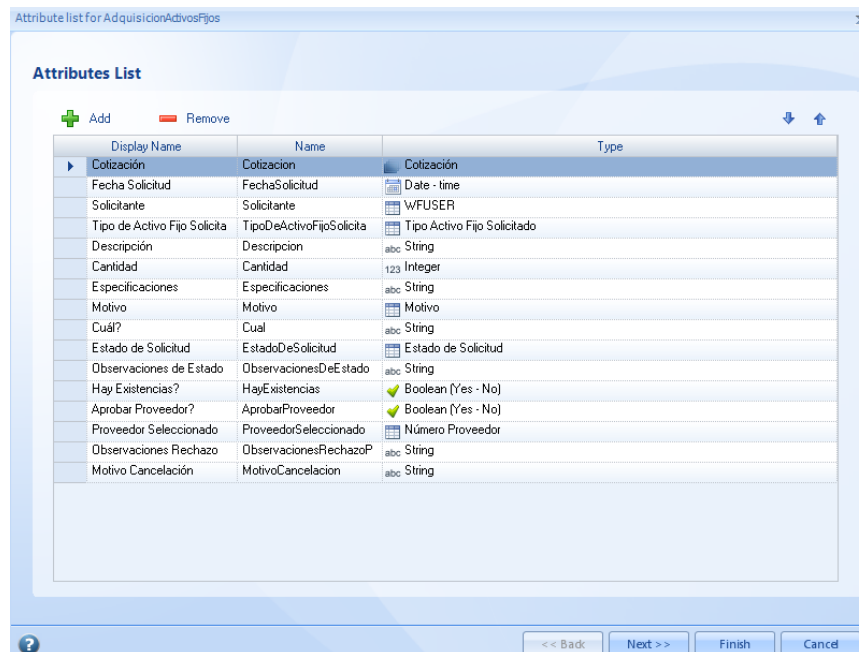 Attribute list for AdquisicionActivosFijos
Attributes List
Add Remove
Display Name Name Type
Cotización Cotizacion Cotización
Fecha Solicitud FechaSolicitud Date - time
Solicitante Solicitante WFUSER
Tipo de Activo Fijo Solicita TipoDeActivoFijoSolicita Tipo Activo Fijo Solicitado
Descripción Descripcion abc String
Cantidad Cantidad 123 Integer
Especificaciones Especificaciones abc String
Motivo Motivo Motivo
Cuál? Cual abc String
Estado de Solicitud EstadoDeSolicitud Estado de Solicitud
Observaciones de Estado ObservacionesDeEstado abc String
Hay Existencias? HayExistencias Boolean (Yes - No)
Aprobar Proveedor? AprobarProveedor Boolean (Yes - No)
Proveedor Seleccionado ProveedorSeleccionado Número Proveedor
Observaciones Rechazo ObservacionesRechazoP abc String
Motivo Cancelación MotivoCancelacion abc String
? << Back Next >> Finish Cancel